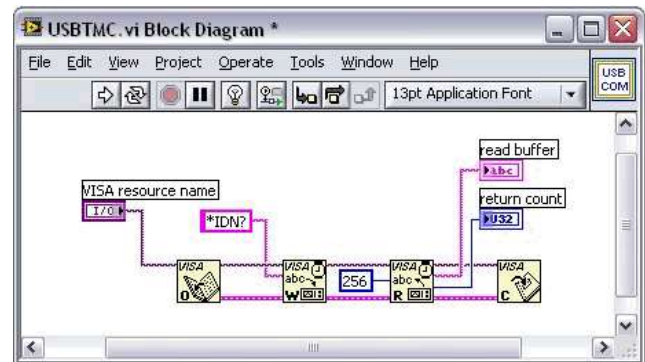 USBTMC.vi Block Diagram *
File Edit View Project Operate Tools Window Help
13pt Application Font
USB
COM
read buffer
abc
VISA resource name
return count
I/O
*IDN?
U32
VISA
VISA
256
VISA
VISA
abc
abc
O
W
R
C